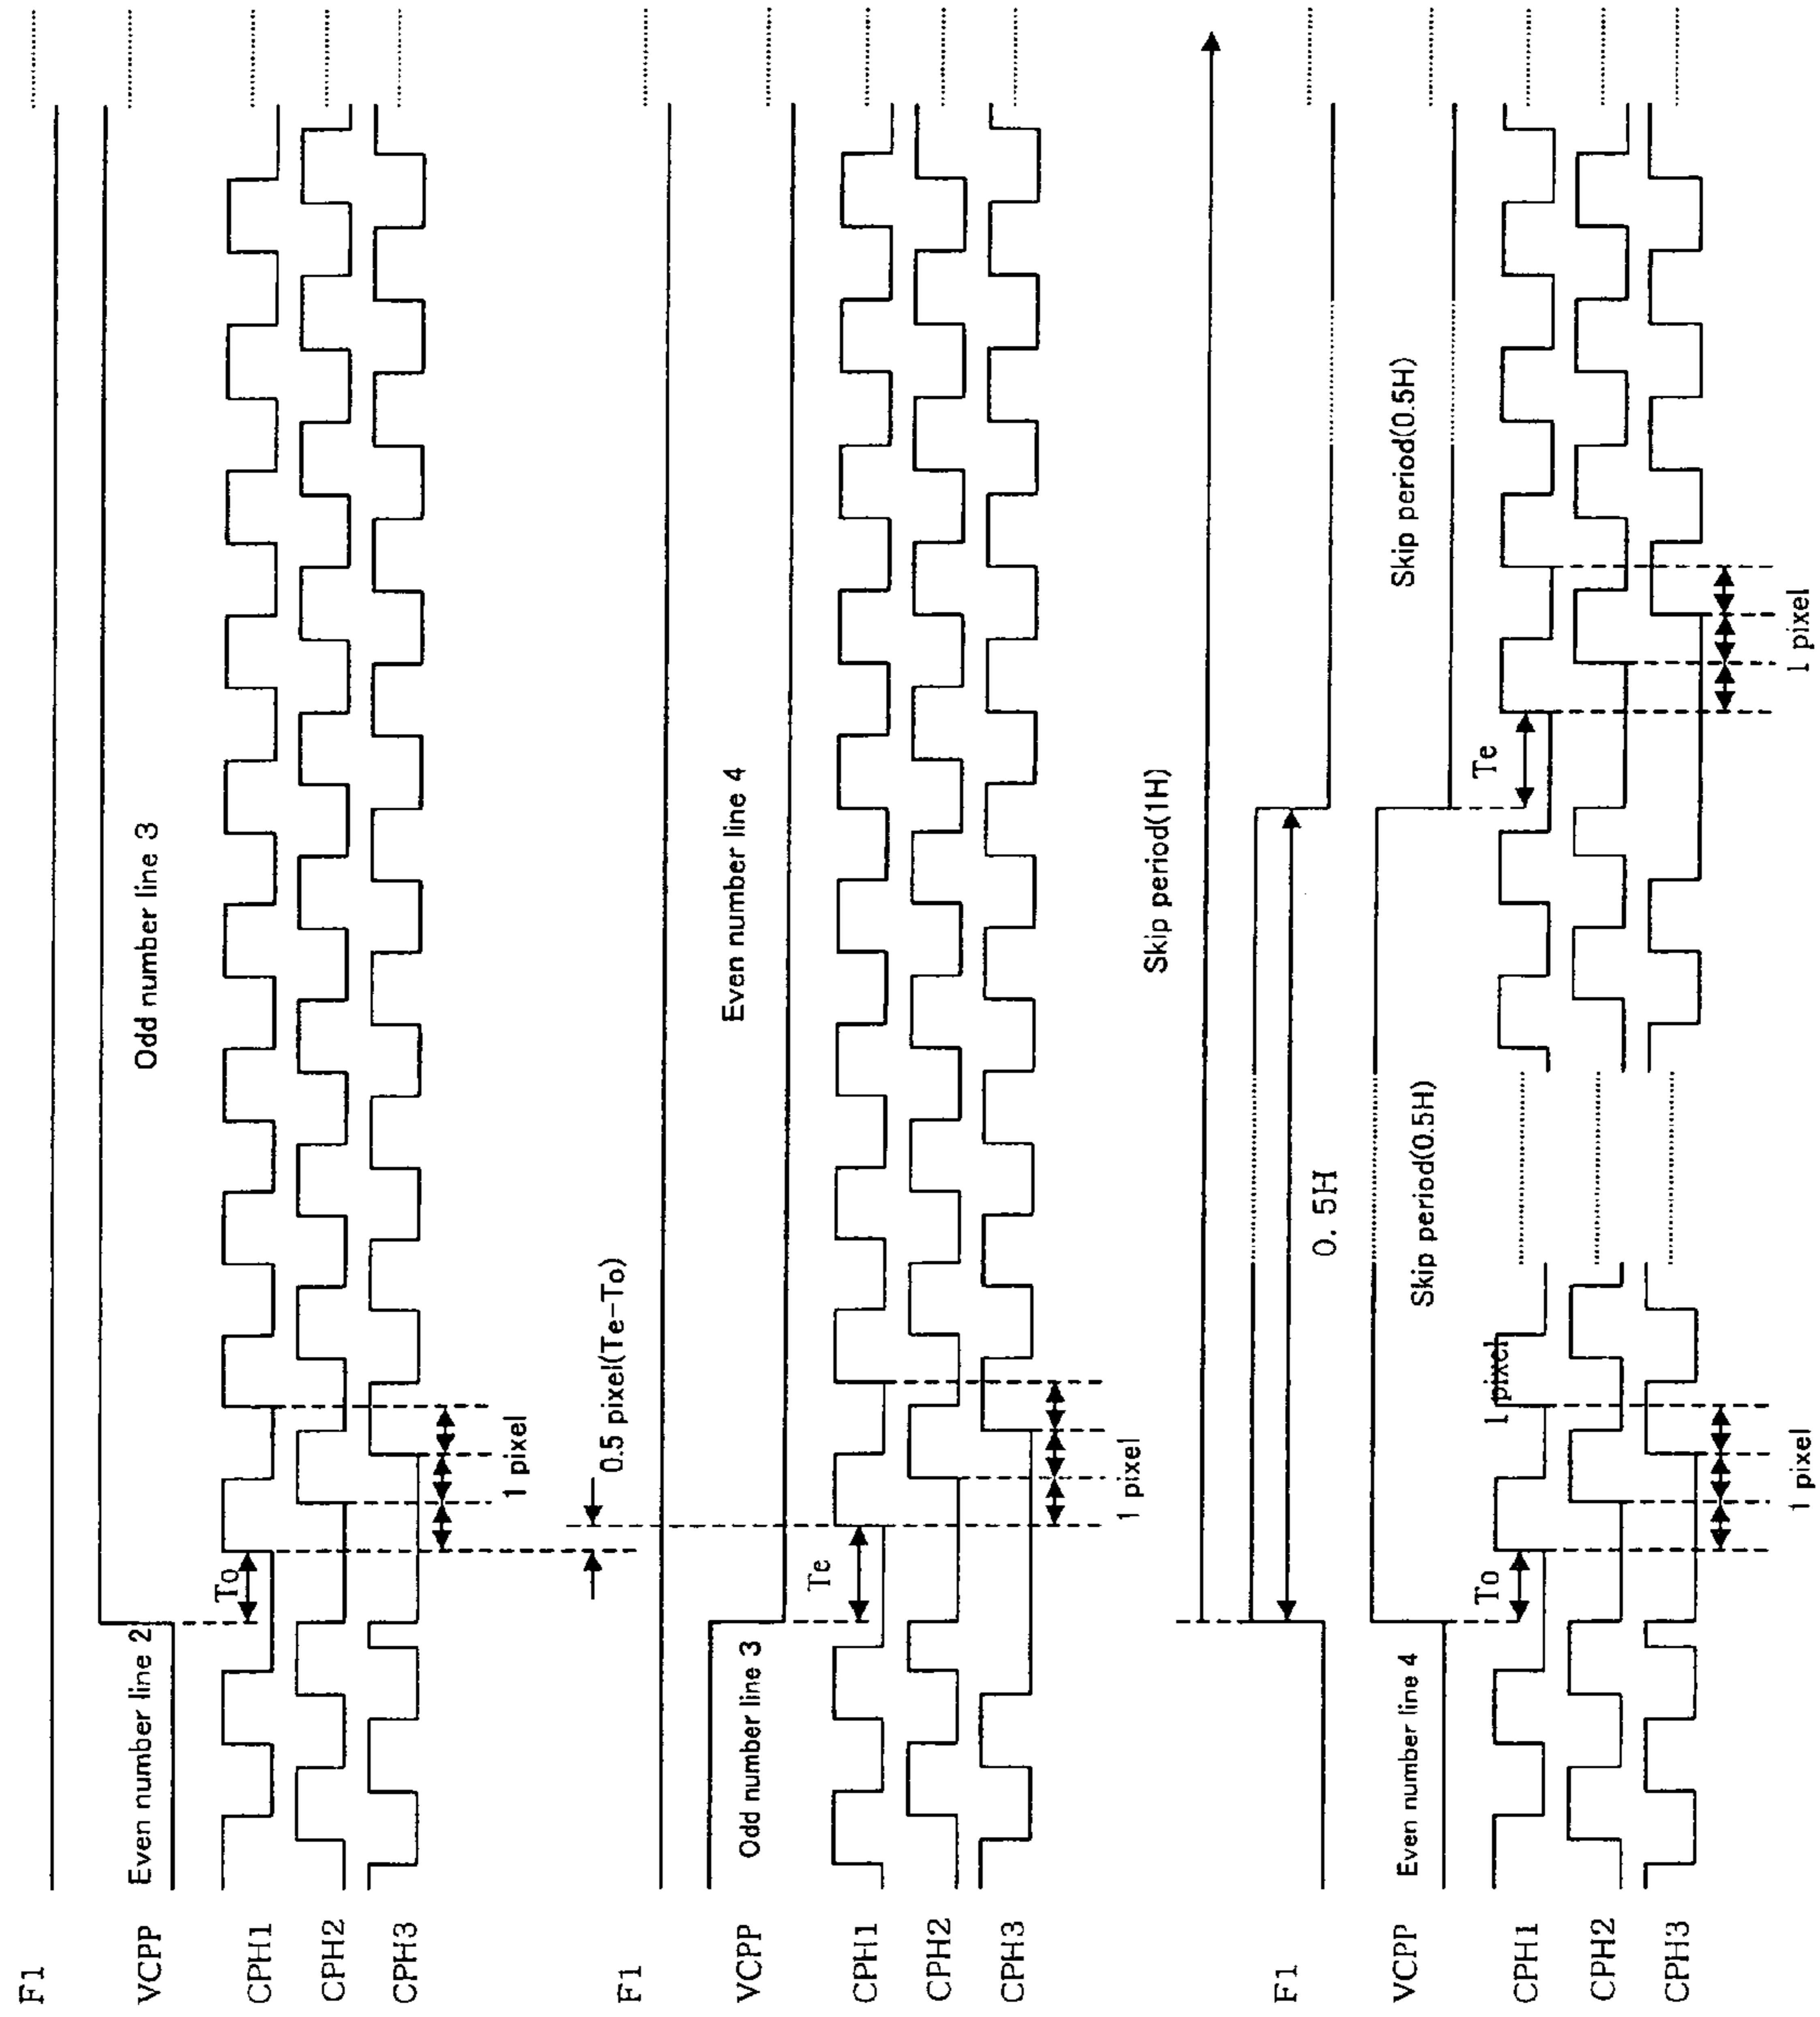 F1
VCPP
Even number line 2
Odd number line 3
CPH1
To
CPH2
CPH3
1 pixel
0.5 pixel(Te-To)
F1
VCPP
Odd number line 3
Even number line 4
CPH1
Te
CPH2
CPH3
1 pixel
Skip period(1H)
F1
0. 5H
VCPP
Even number line 4
Skip period(0.5H)
Skip period(0.5H)
CPH1
To
1 pixel
Te
CPH2
CPH3
1 pixel
1 pixel